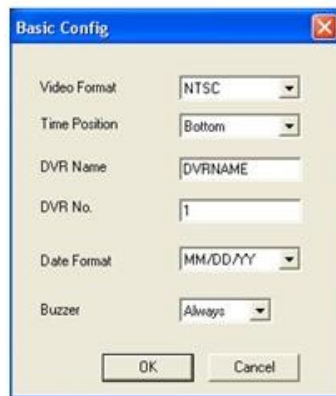 Basic Config
Video Format NTSC
Time Position Bottom
DVR Name DVRNAME
DVR No. 1
Date Format MM/DD/YY
Buzzer Always
OK Cancel